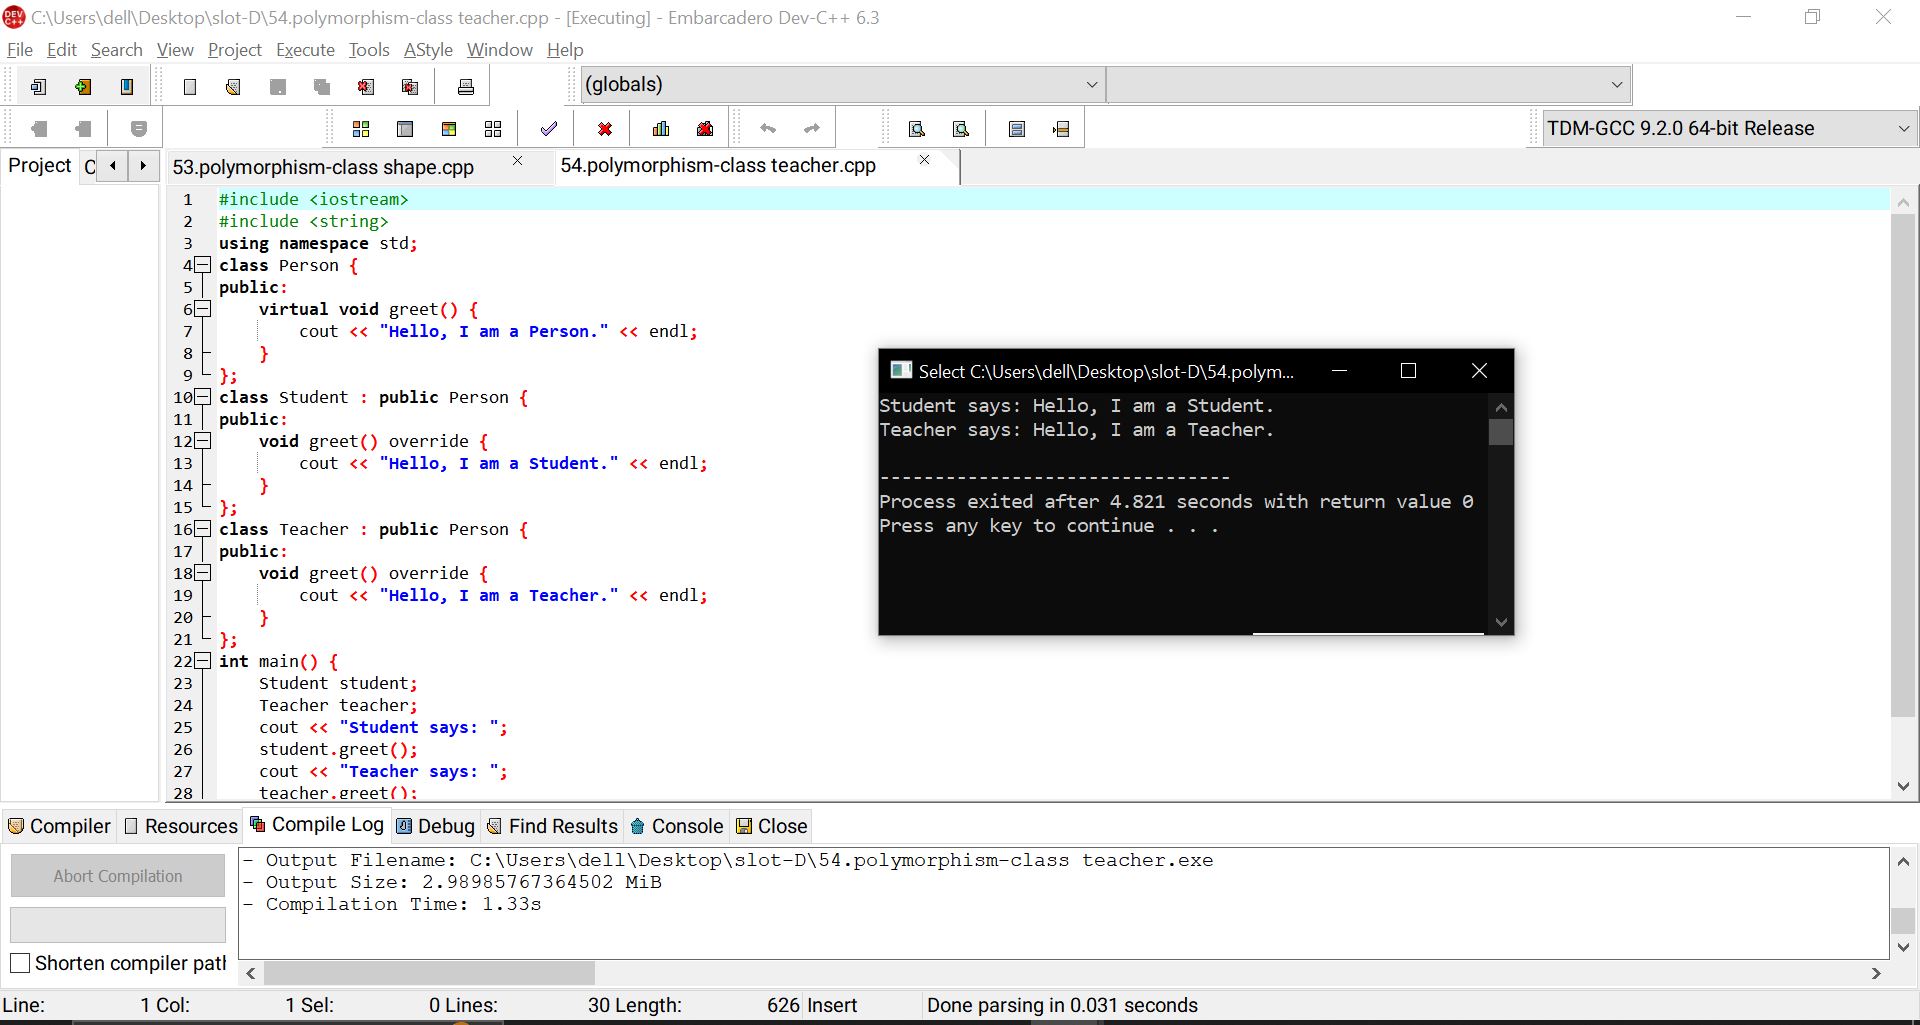 C:\Users\dell\Desktop\slot-D\54.polymorphism-class teacher.cpp - [Executing] - Embarcadero Dev-C++ 6.3
File Edit Search View Project Execute Tools AStyle Window Help
(globals)
TDM-GCC 9.2.0 64-bit Release
Project C 53.polymorphism-class shape.cpp 54.polymorphism-class teacher.cpp
1 #include <iostream>
2 #include <string>
3 using namespace std;
4 class Person {
5 public:
6 virtual void greet() {
7 cout << "Hello, I am a Person." << endl;
8 }
9 };
10 class Student : public Person {
11 public:
12 void greet() override {
13 cout << "Hello, I am a Student." << endl;
14 }
15 };
16 class Teacher : public Person {
17 public:
18 void greet() override {
19 cout << "Hello, I am a Teacher." << endl;
20 }
21 };
22 int main() {
23 Student student;
24 Teacher teacher;
25 cout << "Student says: ";
26 student.greet();
27 cout << "Teacher says: ";
28 teacher.greet();
Select C:\Users\dell\Desktop\slot-D\54.polym...
Student says: Hello, I am a Student.
Teacher says: Hello, I am a Teacher.
--------------------------------
Process exited after 4.821 seconds with return value 0
Press any key to continue . . .
Compiler Resources Compile Log Debug Find Results Console Close
Abort Compilation
Shorten compiler path
- Output Filename: C:\Users\dell\Desktop\slot-D\54.polymorphism-class teacher.exe
- Output Size: 2.98985767364502 MiB
- Compilation Time: 1.33s
Line: 1 Col: 1 Sel: 0 Lines: 30 Length: 626 Insert Done parsing in 0.031 seconds